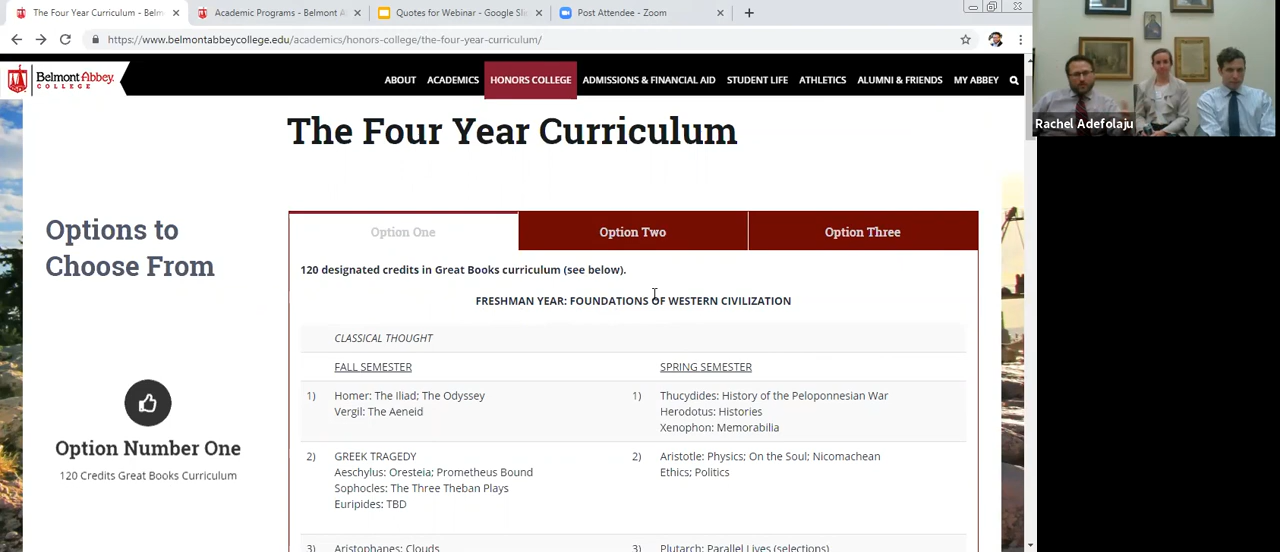 The Four Year Curriculum - Belm
Academic Programs - Belmont A
Quotes for Webinar - Google Sli
Post Attendee - Zoom
https://www.belmontabbeycollege.edu/academics/honors-college/the-four-year-curriculum/
Belmont Abbey
COLLEGE
ABOUT
ACADEMICS
HONORS COLLEGE
ADMISSIONS & FINANCIAL AID
STUDENT LIFE
ATHLETICS
ALUMNI & FRIENDS
MY ABBEY
Rachel Adefolaju
The Four Year Curriculum
Options to
Choose From
Option Number One
120 Credits Great Books Curriculum
Option One
Option Two
Option Three
120 designated credits in Great Books curriculum (see below).
FRESHMAN YEAR: FOUNDATIONS OF WESTERN CIVILIZATION
CLASSICAL THOUGHT
FALL SEMESTER
SPRING SEMESTER
1) Homer: The Iliad; The Odyssey
Vergil: The Aeneid
1) Thucydides: History of the Peloponnesian War
Herodotus: Histories
Xenophon: Memorabilia
2) GREEK TRAGEDY
Aeschylus: Oresteia; Prometheus Bound
Sophocles: The Three Theban Plays
Euripides: TBD
2) Aristotle: Physics; On the Soul; Nicomachean
Ethics; Politics
3) Aristophanes: Clouds
3) Plutarch: Parallel Lives (selections)